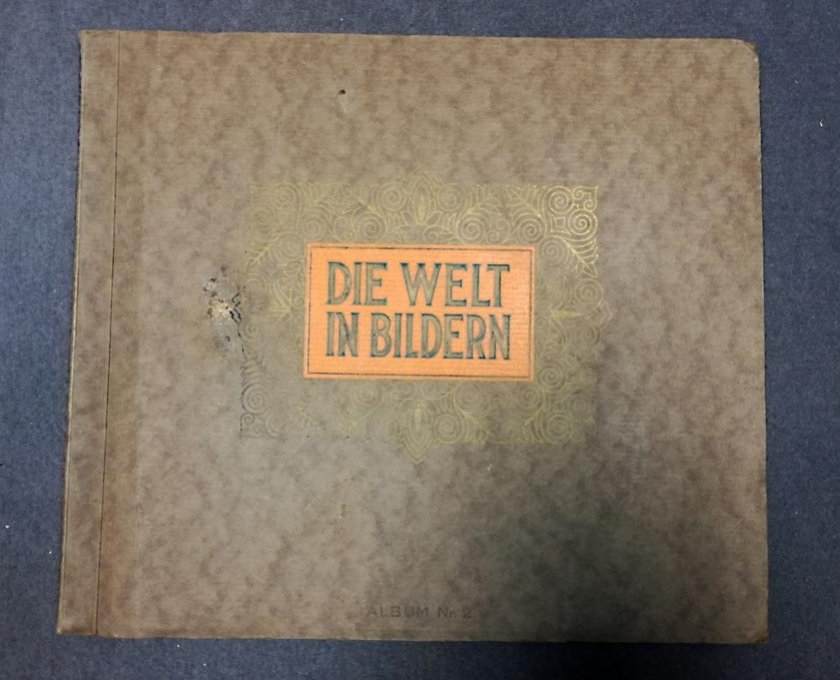 DIE WELT
IN BILDERN
ALBUM Nr. 2